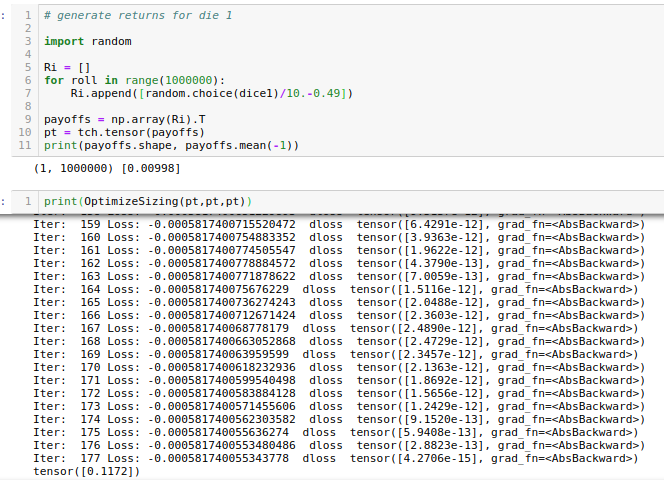 : 1 # generate returns for die 1
2
3 import random
4
5 Ri = []
6 for roll in range(1000000):
7 Ri.append([random.choice(dice1)/10.-0.49])
8
9 payoffs = np.array(Ri).T
10 pt = tch.tensor(payoffs)
11 print(payoffs.shape, payoffs.mean(-1))
(1, 1000000) [0.00998]
: 1 print(OptimizeSizing(pt,pt,pt))
Iter: 159 Loss: -0.0005817400715520472 dloss tensor([6.4291e-12], grad_fn=<AbsBackward>)
Iter: 160 Loss: -0.000581740075488352 dloss tensor([3.9363e-12], grad_fn=<AbsBackward>)
Iter: 161 Loss: -0.0005817400774505547 dloss tensor([1.9622e-12], grad_fn=<AbsBackward>)
Iter: 162 Loss: -0.0005817400778884572 dloss tensor([4.3790e-13], grad_fn=<AbsBackward>)
Iter: 163 Loss: -0.0005817400771878622 dloss tensor([7.0059e-13], grad_fn=<AbsBackward>)
Iter: 164 Loss: -0.000581740075676229 dloss tensor([1.5116e-12], grad_fn=<AbsBackward>)
Iter: 165 Loss: -0.0005817400736274243 dloss tensor([2.0488e-12], grad_fn=<AbsBackward>)
Iter: 166 Loss: -0.0005817400712671424 dloss tensor([2.3603e-12], grad_fn=<AbsBackward>)
Iter: 167 Loss: -0.000581740068778179 dloss tensor([2.4890e-12], grad_fn=<AbsBackward>)
Iter: 168 Loss: -0.0005817400663052868 dloss tensor([2.4729e-12], grad_fn=<AbsBackward>)
Iter: 169 Loss: -0.000581740063959599 dloss tensor([2.3457e-12], grad_fn=<AbsBackward>)
Iter: 170 Loss: -0.0005817400618232936 dloss tensor([2.1363e-12], grad_fn=<AbsBackward>)
Iter: 171 Loss: -0.0005817400599540498 dloss tensor([1.8692e-12], grad_fn=<AbsBackward>)
Iter: 172 Loss: -0.0005817400583884128 dloss tensor([1.5656e-12], grad_fn=<AbsBackward>)
Iter: 173 Loss: -0.0005817400571455606 dloss tensor([1.2429e-12], grad_fn=<AbsBackward>)
Iter: 174 Loss: -0.0005817400562303582 dloss tensor([9.1520e-13], grad_fn=<AbsBackward>)
Iter: 175 Loss: -0.000581740055636274 dloss tensor([5.9408e-13], grad_fn=<AbsBackward>)
Iter: 176 Loss: -0.0005817400553480486 dloss tensor([2.8823e-13], grad_fn=<AbsBackward>)
Iter: 177 Loss: -0.000581740055343778 dloss tensor([4.2706e-15], grad_fn=<AbsBackward>)
tensor([0.1172])